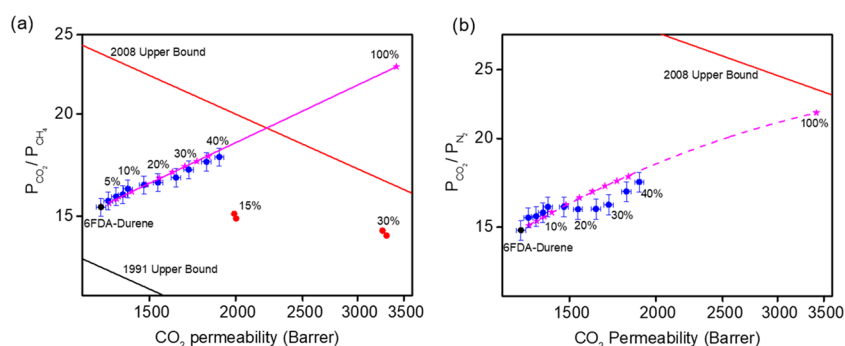 (a)
25
20
15
P_CO2 / P_CH4
2008 Upper Bound
100%
40%
30%
20%
10%
5%
6FDA-Durene
15%
30%
1991 Upper Bound
1500
2000
3000
3500
CO2 permeability (Barrer)
(b)
25
20
15
P_CO2 / P_N2
2008 Upper Bound
100%
40%
30%
20%
10%
6FDA-Durene
1500
2000
3000
3500
CO2 Permeability (Barrer)